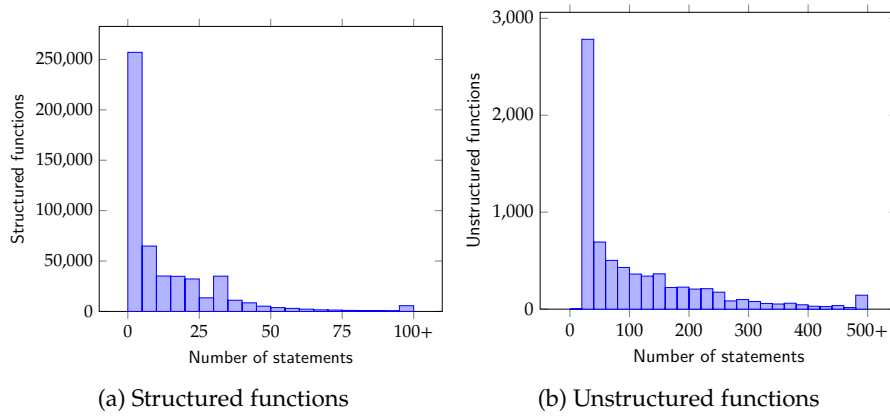 250,000
200,000
150,000
100,000
50,000
0
Structured functions
0 25 50 75 100+
Number of statements
(a) Structured functions
3,000
2,000
1,000
0
Unstructured functions
0 100 200 300 400 500+
Number of statements
(b) Unstructured functions